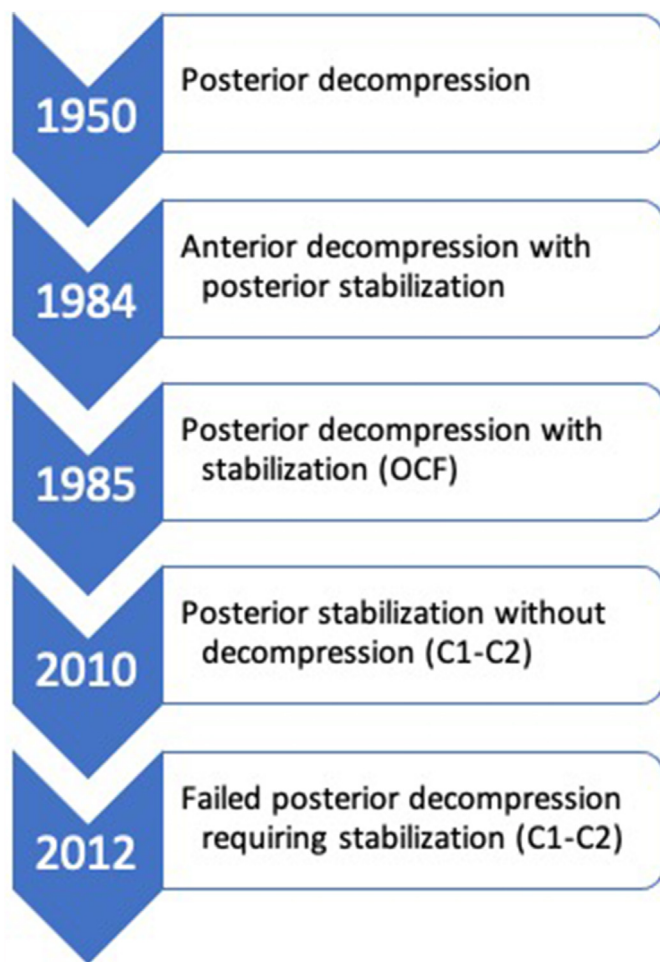 1950
Posterior decompression
1984
Anterior decompression with
posterior stabilization
1985
Posterior decompression with
stabilization (OCF)
2010
Posterior stabilization without
decompression (C1-C2)
2012
Failed posterior decompression
requiring stabilization (C1-C2)